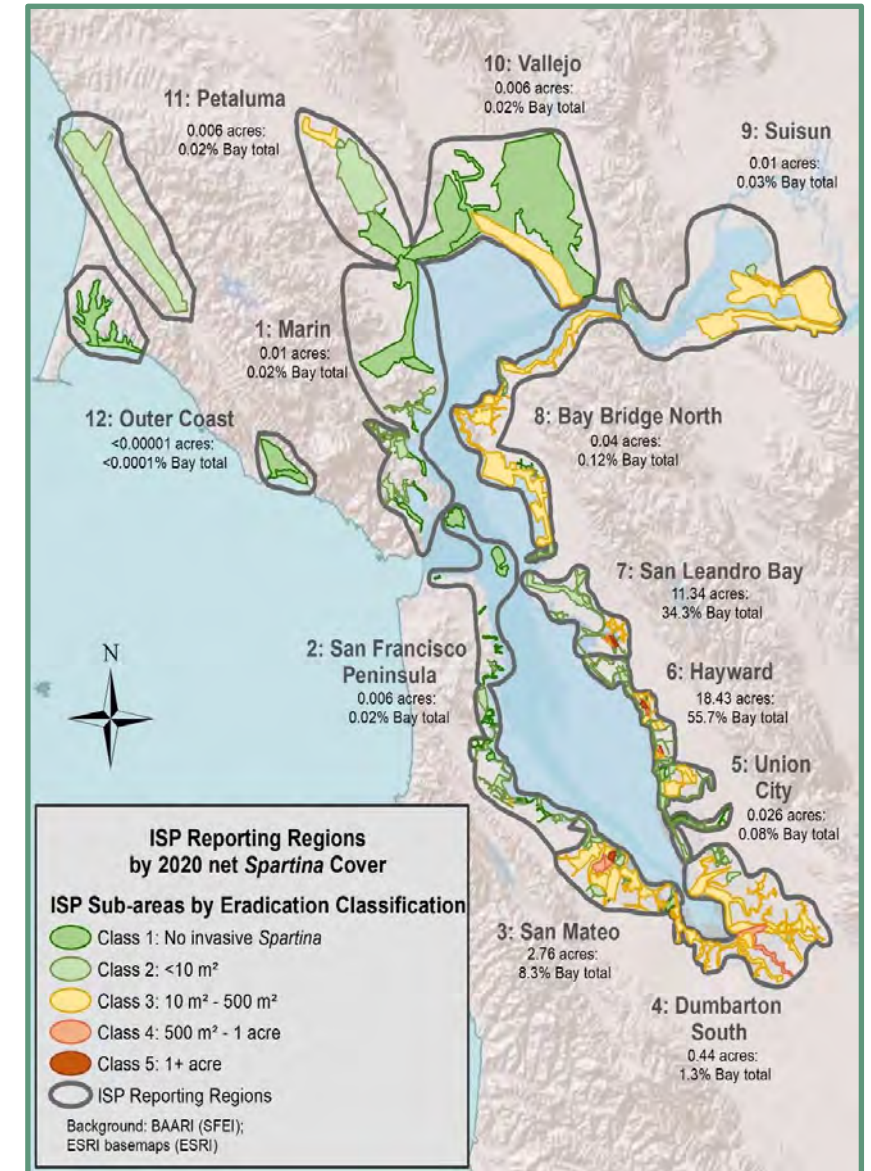 10: Vallejo
0.006 acres:
0.02% Bay total
11: Petaluma
0.006 acres:
0.02% Bay total
9: Suisun
0.01 acres:
0.03% Bay total
1: Marin
0.01 acres:
0.02% Bay total
12: Outer Coast
<0.00001 acres:
<0.0001% Bay total
8: Bay Bridge North
0.04 acres:
0.12% Bay total
7: San Leandro Bay
11.34 acres:
34.3% Bay total
2: San Francisco
Peninsula
0.006 acres:
0.02% Bay total
6: Hayward
18.43 acres:
55.7% Bay total
5: Union
City
0.026 acres:
0.08% Bay total
3: San Mateo
2.76 acres:
8.3% Bay total
4: Dumbarton
South
0.44 acres:
1.3% Bay total
N
ISP Reporting Regions
by 2020 net Spartina Cover
ISP Sub-areas by Eradication Classification
Class 1: No invasive Spartina
Class 2: <10 m²
Class 3: 10 m² - 500 m²
Class 4: 500 m² - 1 acre
Class 5: 1+ acre
ISP Reporting Regions
Background: BAARI (SFEI);
ESRI basemaps (ESRI)